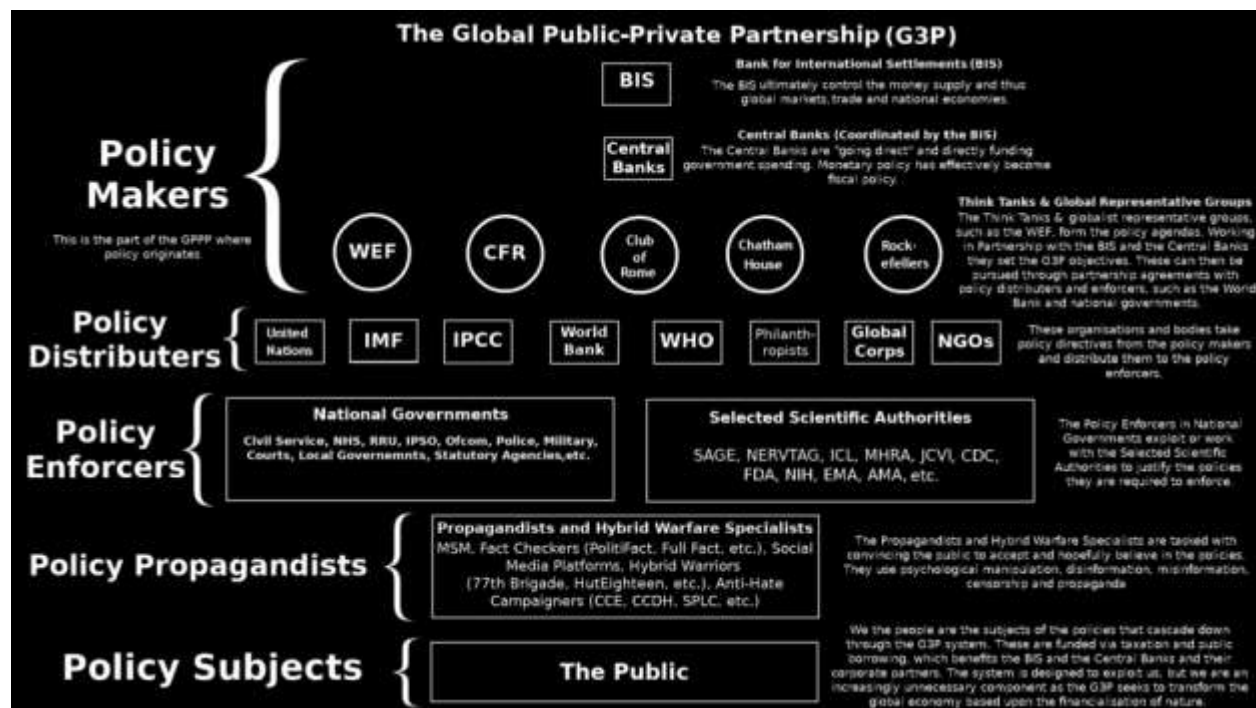 The Global Public-Private Partnership (G3P)
Policy
Makers
This is the part of the GPPP where
policy originates.
BIS
Bank for International Settlements (BIS)
The BIS ultimately control the money supply and thus
global markets, trade and national economies.
Central
Banks
Central Banks (Coordinated by the BIS)
The Central Banks are "going direct" and directly funding
government spending. Monetary policy has effectively become
fiscal policy.
WEF
CFR
Club
of
Rome
Chatham
House
Rock-
efellers
Think Tanks & Global Representative Groups
The Think Tanks & globalist representative groups,
such as the WEF, form the policy agendas. Working
in Partnership with the BIS and the Central Banks
they set the G3P objectives. These can then be
pursued through partnership agreements with
policy distributers and enforcers, such as the World
Bank and national governments.
Policy
Distributers
United
Nations
IMF
IPCC
World
Bank
WHO
Philanth-
ropists
Global
Corps
NGOs
These organisations and bodies take
policy directives from the policy makers
and distribute them to the policy
enforcers.
Policy
Enforcers
National Governments
Civil Service, NHS, RRU, IPSO, Ofcom, Police, Military,
Courts, Local Governemnts, Statutory Agencies,etc.
Selected Scientific Authorities
SAGE, NERVTAG, ICL, MHRA, JCVI, CDC,
FDA, NIH, EMA, AMA, etc.
The Policy Enforcers in National
Governments exploit or work
with the Selected Scientific
Authorities to justify the policies
they are required to enforce.
Policy Propagandists
Propagandists and Hybrid Warfare Specialists
MSM, Fact Checkers (PolitiFact, Full Fact, etc.), Social
Media Platforms, Hybrid Warriors
(77th Brigade, HutEighteen, etc.), Anti-Hate
Campaigners (CCE, CCDH, SPLC, etc.)
The Propagandists and Hybrid Warfare Specialists are tasked with
convincing the public to accept and hopefully believe in the policies.
They use psychological manipulation, disinformation, misinformation,
censorship and propaganda
Policy Subjects
The Public
We the people are the subjects of the policies that cascade down
through the G3P system. These are funded via taxation and public
borrowing, which benefits the BIS and the Central Banks and their
corporate partners. The system is designed to exploit us, but we are an
increasingly unnecessary component as the G3P seeks to transform the
global economy based upon the financialisation of nature.